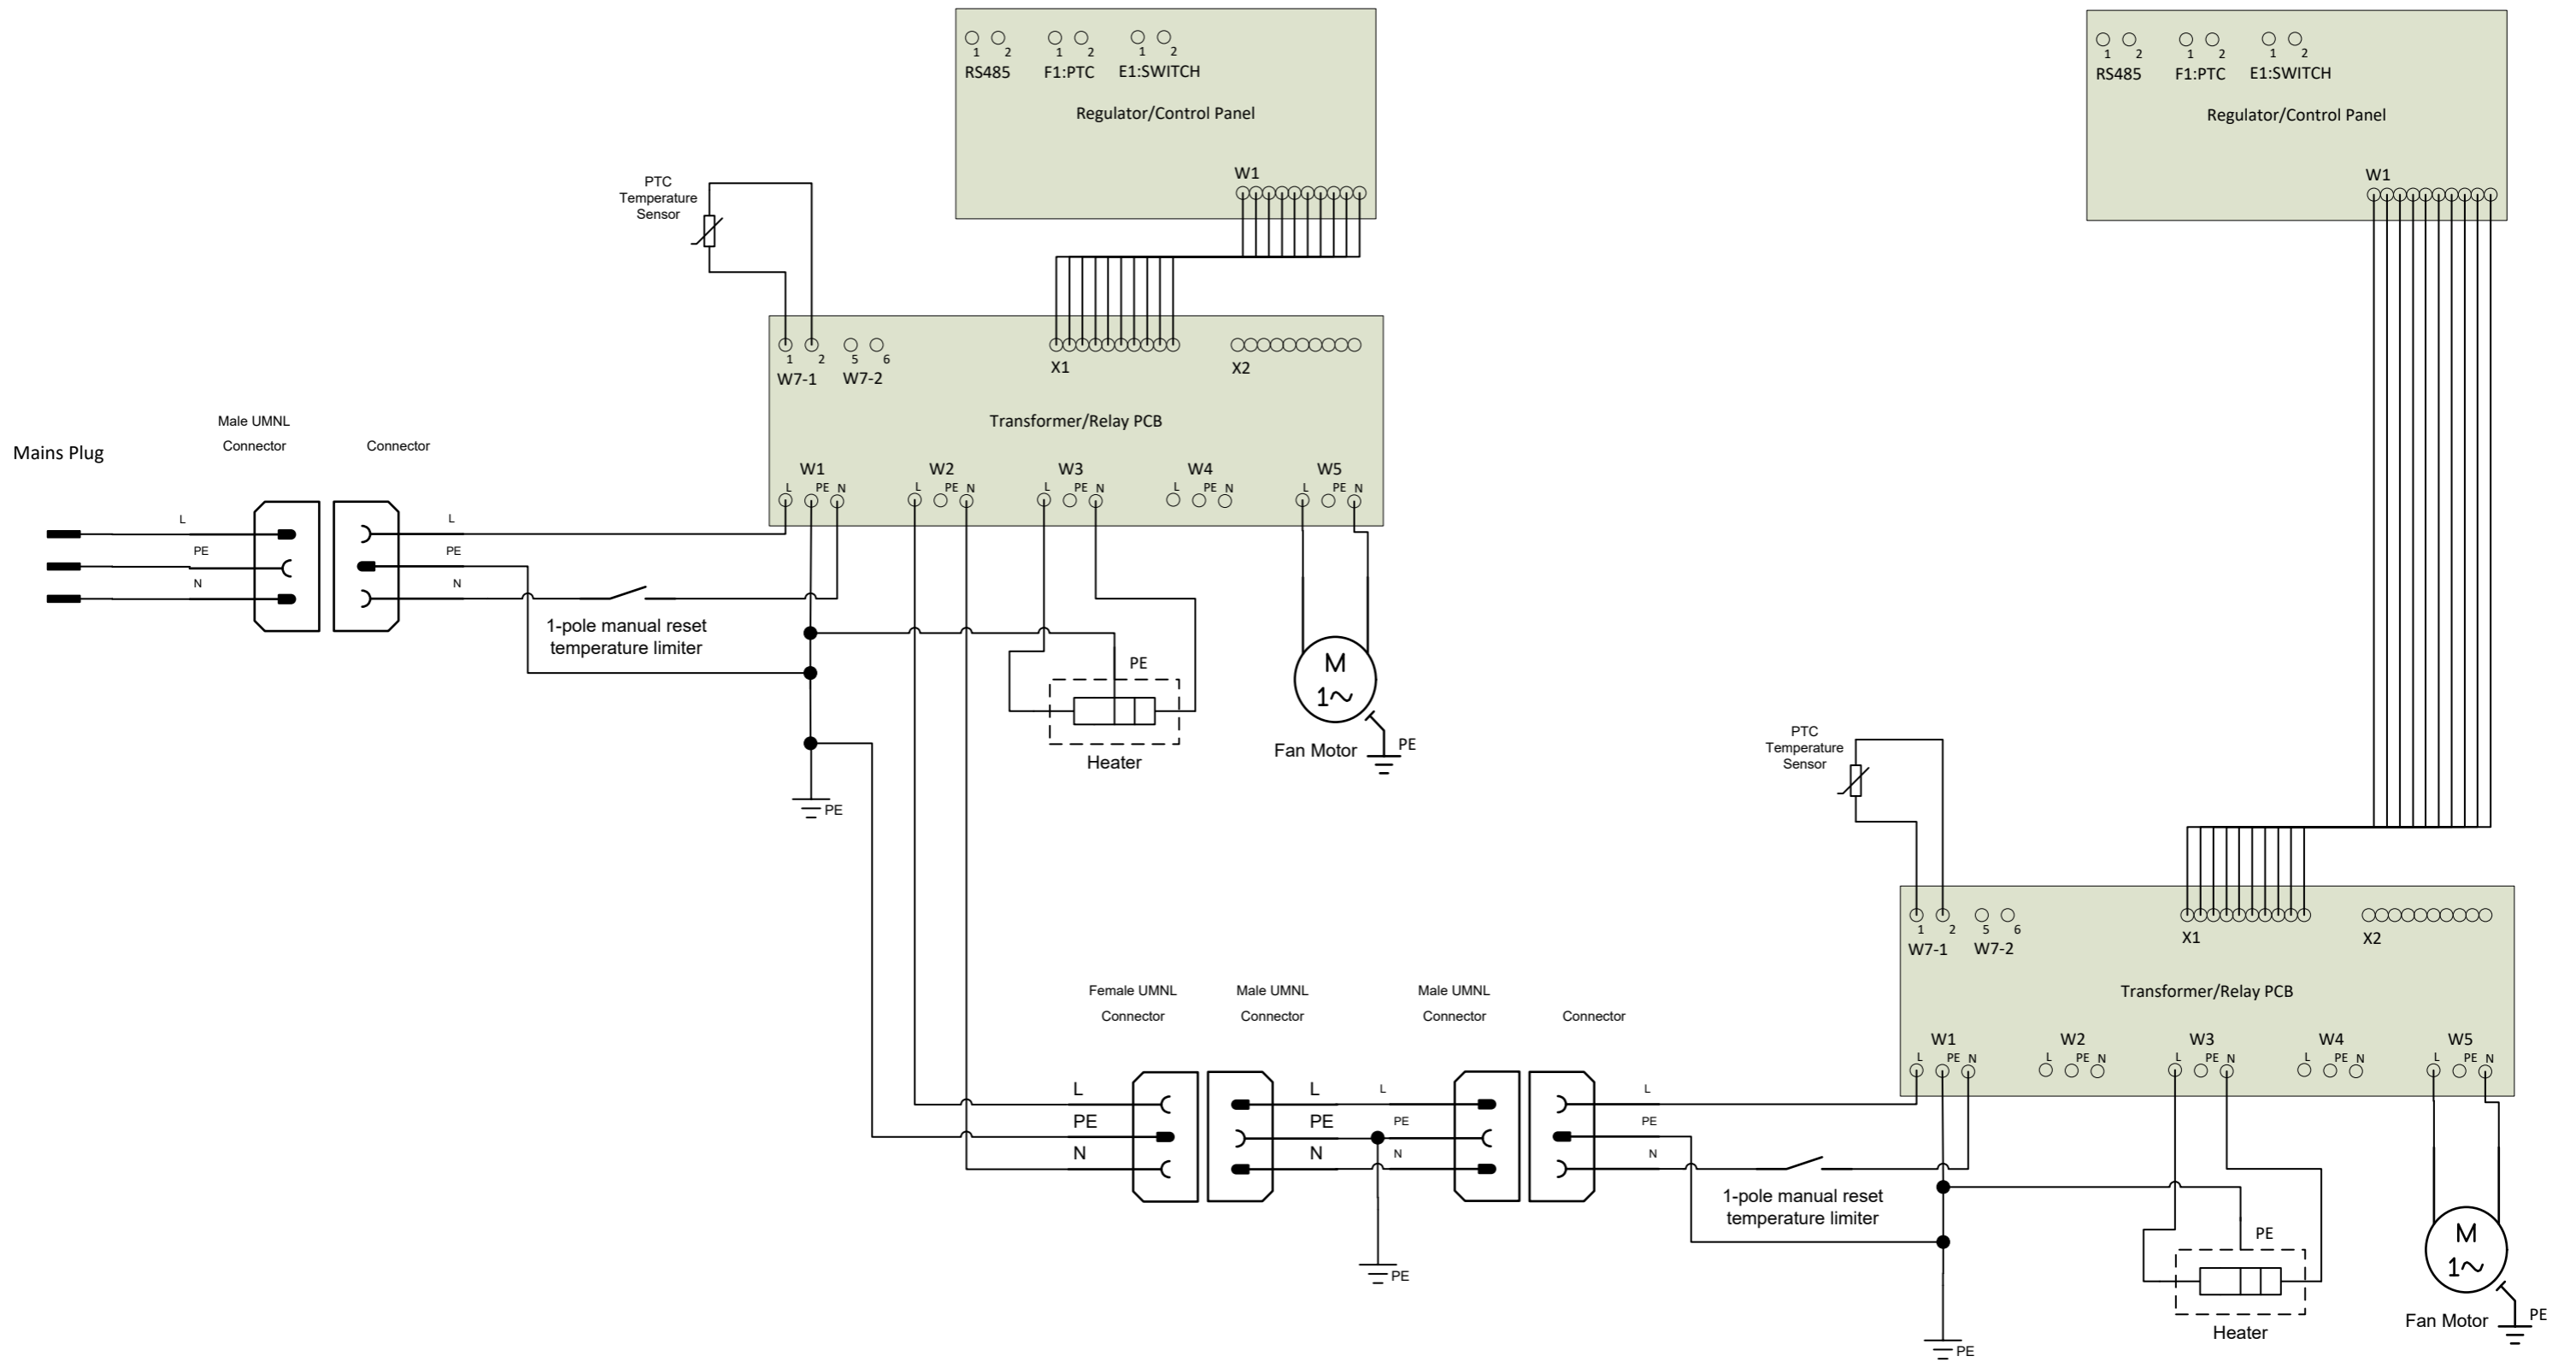 1 2 1 2 1 2
RS485 F1:PTC E1:SWITCH
Regulator/Control Panel
W1
1 2 1 2 1 2
RS485 F1:PTC E1:SWITCH
Regulator/Control Panel
W1
PTC
Temperature
Sensor
1 2 5 6
W7-1 W7-2 X1 X2
Transformer/Relay PCB
W1 W2 W3 W4 W5
L PE N L PE N L PE N L PE N L PE N
Mains Plug
Male UMNL
Connector
Connector
L
PE
N
L
PE
N
1-pole manual reset
temperature limiter
PE
Heater
M
1~
Fan Motor
PE
PE
PTC
Temperature
Sensor
1 2 5 6
W7-1 W7-2 X1 X2
Transformer/Relay PCB
W1 W2 W3 W4 W5
L PE N L PE N L PE N L PE N L PE N
Female UMNL
Connector
Male UMNL
Connector
Male UMNL
Connector
Connector
L
PE
N
L
PE
N
L
PE
N
L
PE
N
PE
1-pole manual reset
temperature limiter
PE
PE
Heater
M
1~
Fan Motor
PE